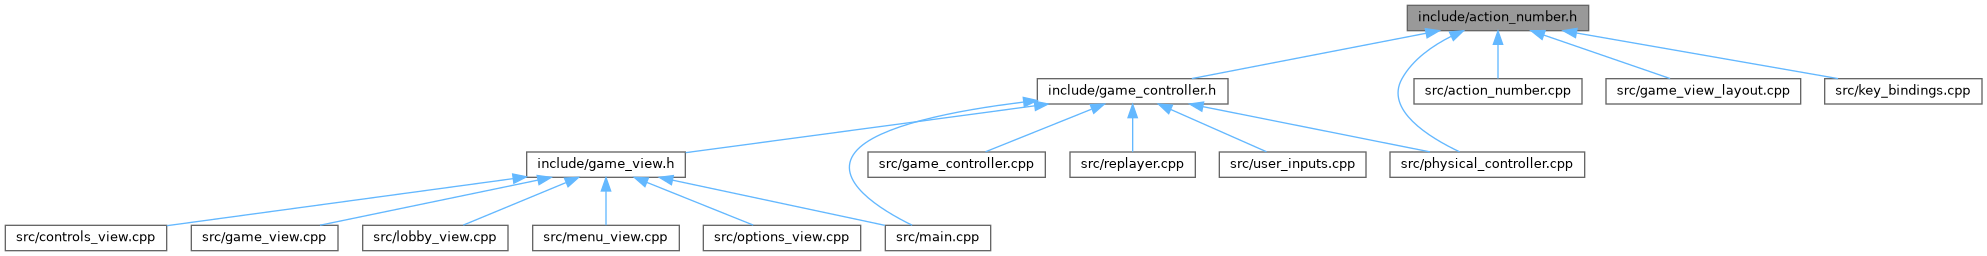 include/action_number.h
include/game_controller.h
src/action_number.cpp
src/game_view_layout.cpp
src/key_bindings.cpp
include/game_view.h
src/game_controller.cpp
src/replayer.cpp
src/user_inputs.cpp
src/physical_controller.cpp
src/controls_view.cpp
src/game_view.cpp
src/lobby_view.cpp
src/menu_view.cpp
src/options_view.cpp
src/main.cpp